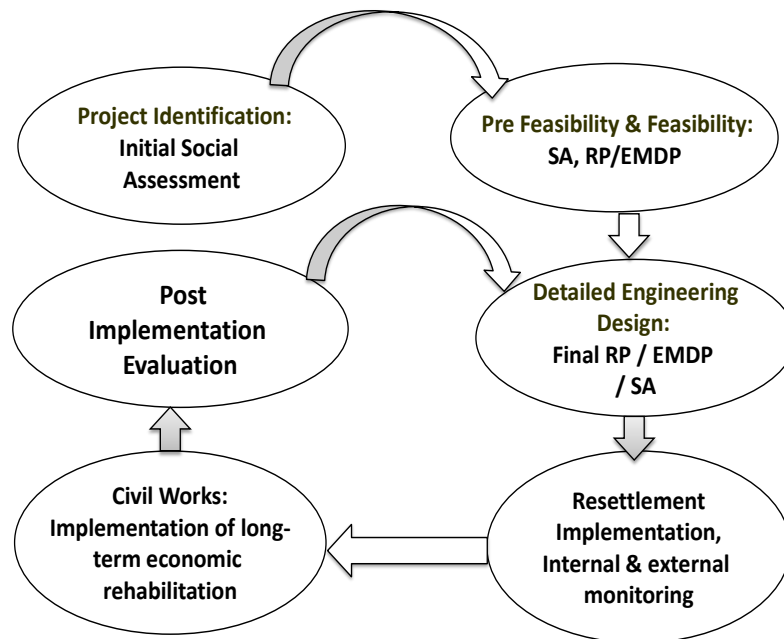 Project Identification:
Initial Social
Assessment
Pre Feasibility & Feasibility:
SA, RP/EMDP
Post
Implementation
Evaluation
Detailed Engineering
Design:
Final RP / EMDP
/ SA
Civil Works:
Implementation of long-
term economic
rehabilitation
Resettlement
Implementation,
Internal & external
monitoring